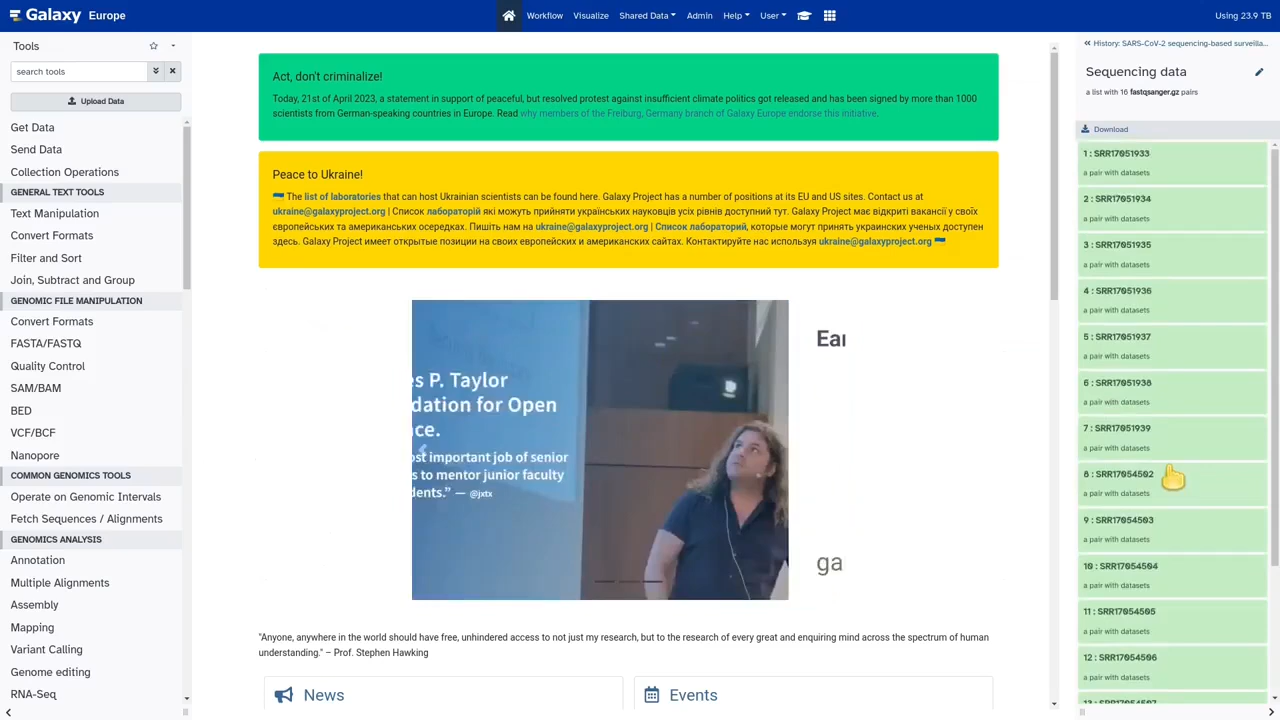 Galaxy Europe
Workflow Visualize Shared Data Admin Help User
Using 23.9 TB
Tools
search tools
Upload Data
Get Data
Send Data
Collection Operations
GENERAL TEXT TOOLS
Text Manipulation
Convert Formats
Filter and Sort
Join, Subtract and Group
GENOMIC FILE MANIPULATION
Convert Formats
FASTA/FASTQ
Quality Control
SAM/BAM
BED
VCF/BCF
Nanopore
COMMON GENOMICS TOOLS
Operate on Genomic Intervals
Fetch Sequences / Alignments
GENOMICS ANALYSIS
Annotation
Multiple Alignments
Assembly
Mapping
Variant Calling
Genome editing
RNA-Seq
Act, don't criminalize!
Today, 21st of April 2023, a statement in support of peaceful, but resolved protest against insufficient climate politics got released and has been signed by more than 1000
scientists from German-speaking countries in Europe. Read why members of the Freiburg, Germany branch of Galaxy Europe endorse this initiative.
Peace to Ukraine!
The list of laboratories that can host Ukrainian scientists can be found here. Galaxy Project has a number of positions at its EU and US sites. Contact us at
ukraine@galaxyproject.org | Список лабораторій які можуть прийняти українських науковців усіх рівнів доступний тут. Galaxy Project має відкриті вакансії у своїх
європейських та американських осередках. Пишіть нам на ukraine@galaxyproject.org | Список лабораторий, которые могут принять украинских ученых доступен
здесь. Galaxy Project имеет открытые позиции на своих европейских и американских сайтах. Контактируйте нас используя ukraine@galaxyproject.org
s P. Taylor
dation for Open
ce.
ost important job of senior
s to mentor junior faculty
dents." — @jxtx
Ear
ga
"Anyone, anywhere in the world should have free, unhindered access to not just my research, but to the research of every great and enquiring mind across the spectrum of human
understanding." – Prof. Stephen Hawking
News
Events
History: SARS-CoV-2 sequencing-based surveilla...
Sequencing data
a list with 16 fastqsanger.gz pairs
Download
1 : SRR17051933
a pair with datasets
2 : SRR17051934
a pair with datasets
3 : SRR17051935
a pair with datasets
4 : SRR17051936
a pair with datasets
5 : SRR17051937
a pair with datasets
6 : SRR17051938
a pair with datasets
7 : SRR17051939
a pair with datasets
8 : SRR17054502
a pair with datasets
9 : SRR17054503
a pair with datasets
10 : SRR17054504
a pair with datasets
11 : SRR17054505
a pair with datasets
12 : SRR17054506
a pair with datasets